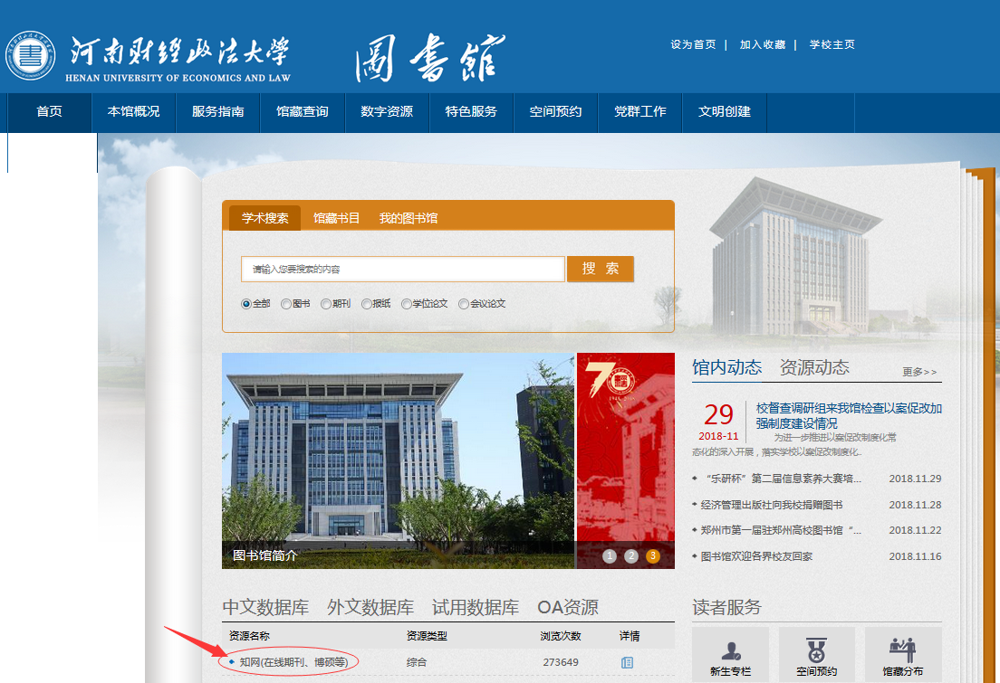 河南财经政法大学
HENAN UNIVERSITY OF ECONOMICS AND LAW
圖書館
设为首页 | 加入收藏 | 学校主页
首页 本馆概况 服务指南 馆藏查询 数字资源 特色服务 空间预约 党群工作 文明创建
学术搜索 馆藏书目 我的图书馆
请输入您要搜索的内容
搜 索
全部 图书 期刊 报纸 学位论文 会议论文
70
图书馆简介
1 2 3
馆内动态 资源动态 更多>>
29
2018-11
校督查调研组来我馆检查以案促改加
强制度建设情况
为进一步推进以案促改制度化常
态化的深入开展，落实学校以案促改制度化..
“乐研杯”第二届信息素养大赛培... 2018.11.29
经济管理出版社向我校捐赠图书 2018.11.28
郑州市第一届驻郑州高校图书馆“... 2018.11.22
图书馆欢迎各界校友回家 2018.11.16
中文数据库 外文数据库 试用数据库 OA资源
资源名称 资源类型 浏览次数 详情
知网(在线期刊、博硕等) 综合 273649
读者服务
新生专栏 空间预约 馆藏分布